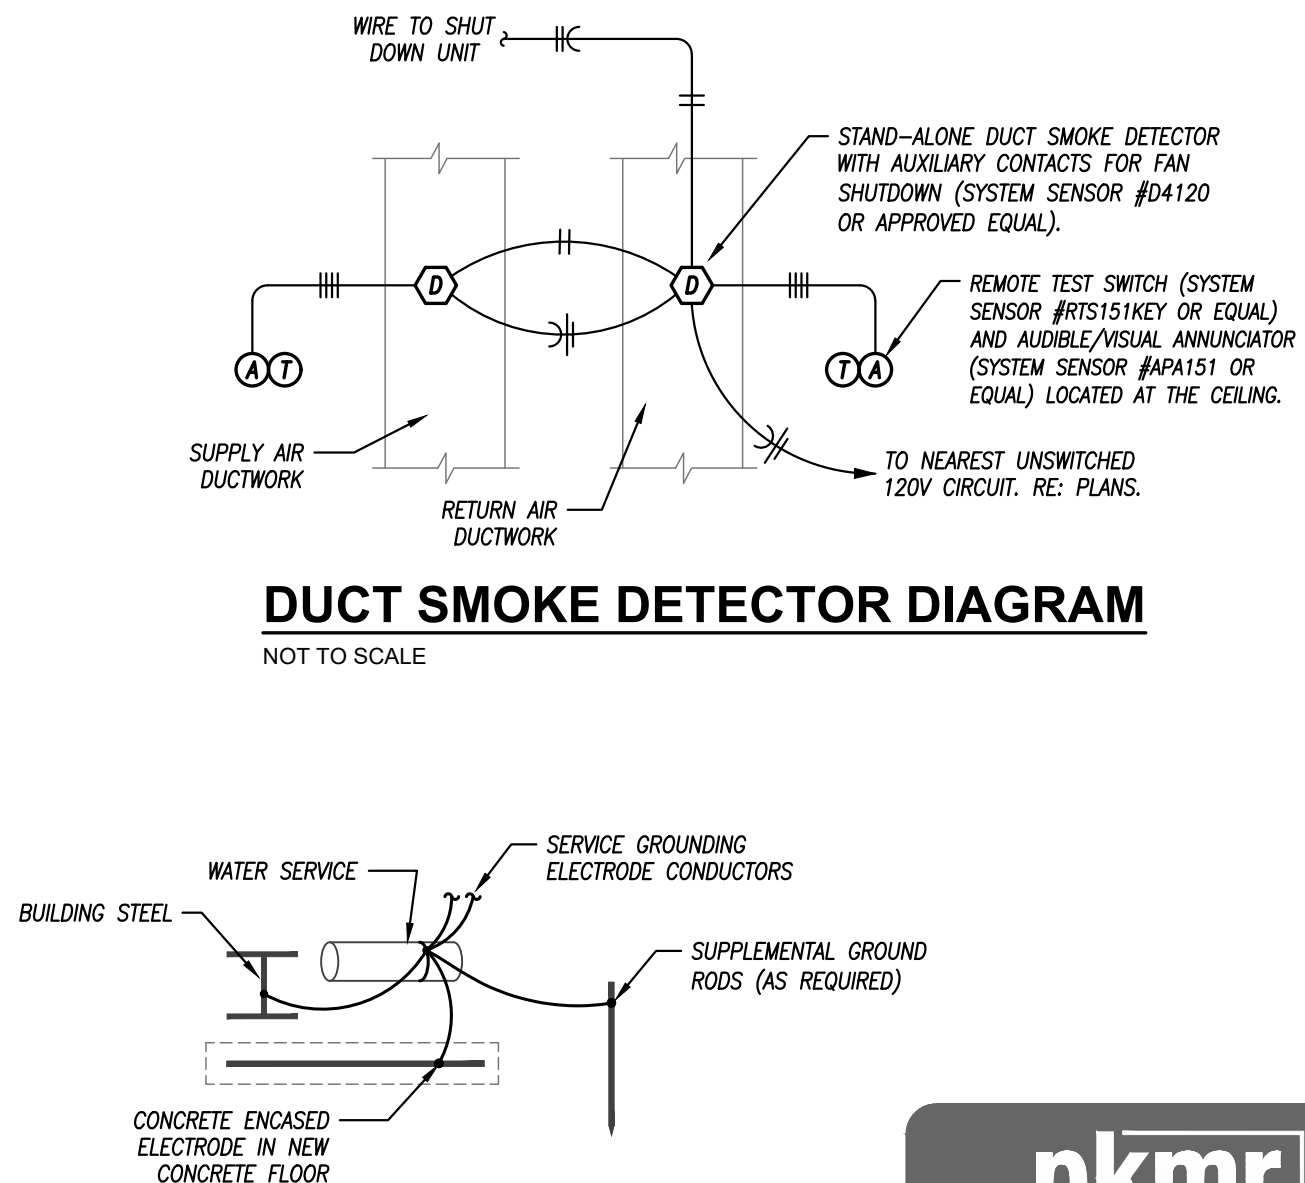 WIRE TO SHUT
DOWN UNIT
STAND-ALONE DUCT SMOKE DETECTOR
WITH AUXILIARY CONTACTS FOR FAN
SHUTDOWN (SYSTEM SENSOR #D4120
OR APPROVED EQUAL).
D
D
REMOTE TEST SWITCH (SYSTEM
SENSOR #RTS151KEY OR EQUAL)
AND AUDIBLE/VISUAL ANNUNCIATOR
(SYSTEM SENSOR #APA151 OR
EQUAL) LOCATED AT THE CEILING.
A T
T A
SUPPLY AIR
DUCTWORK
TO NEAREST UNSWITCHED
120V CIRCUIT. RE: PLANS.
RETURN AIR
DUCTWORK
DUCT SMOKE DETECTOR DIAGRAM
NOT TO SCALE
SERVICE GROUNDING
ELECTRODE CONDUCTORS
WATER SERVICE
BUILDING STEEL
SUPPLEMENTAL GROUND
RODS (AS REQUIRED)
CONCRETE ENCASED
ELECTRODE IN NEW
CONCRETE FLOOR
pkmr